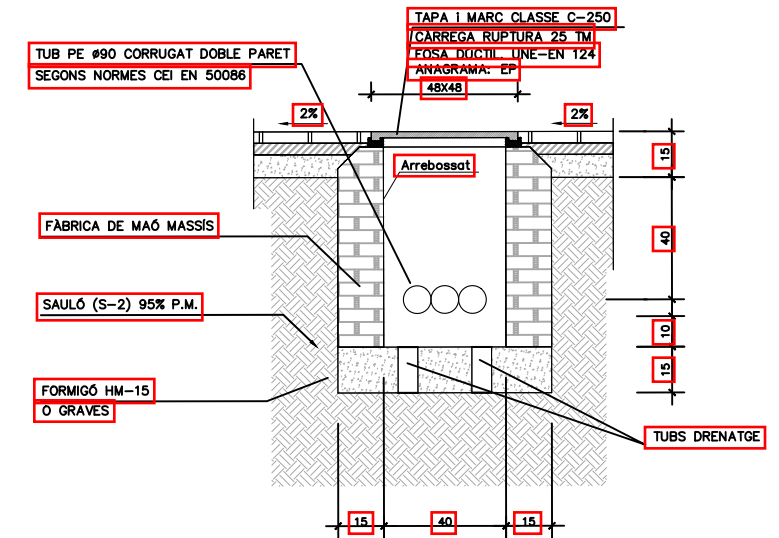 TAPA i MARC CLASSE C-250
CÀRREGA RUPTURA 25 TM
FOSA DUCTIL UNE-EN 124
ANAGRAMA: EP
TUB PE ø90 CORRUGAT DOBLE PARET
SEGONS NORMES CEI EN 50086
48X48
2%
2%
15
Arrebossat
FÀBRICA DE MAÓ MASSÍS
40
SAULÓ (S-2) 95% P.M.
10
15
FORMIGÓ HM-15
O GRAVES
TUBS DRENATGE
15
40
15